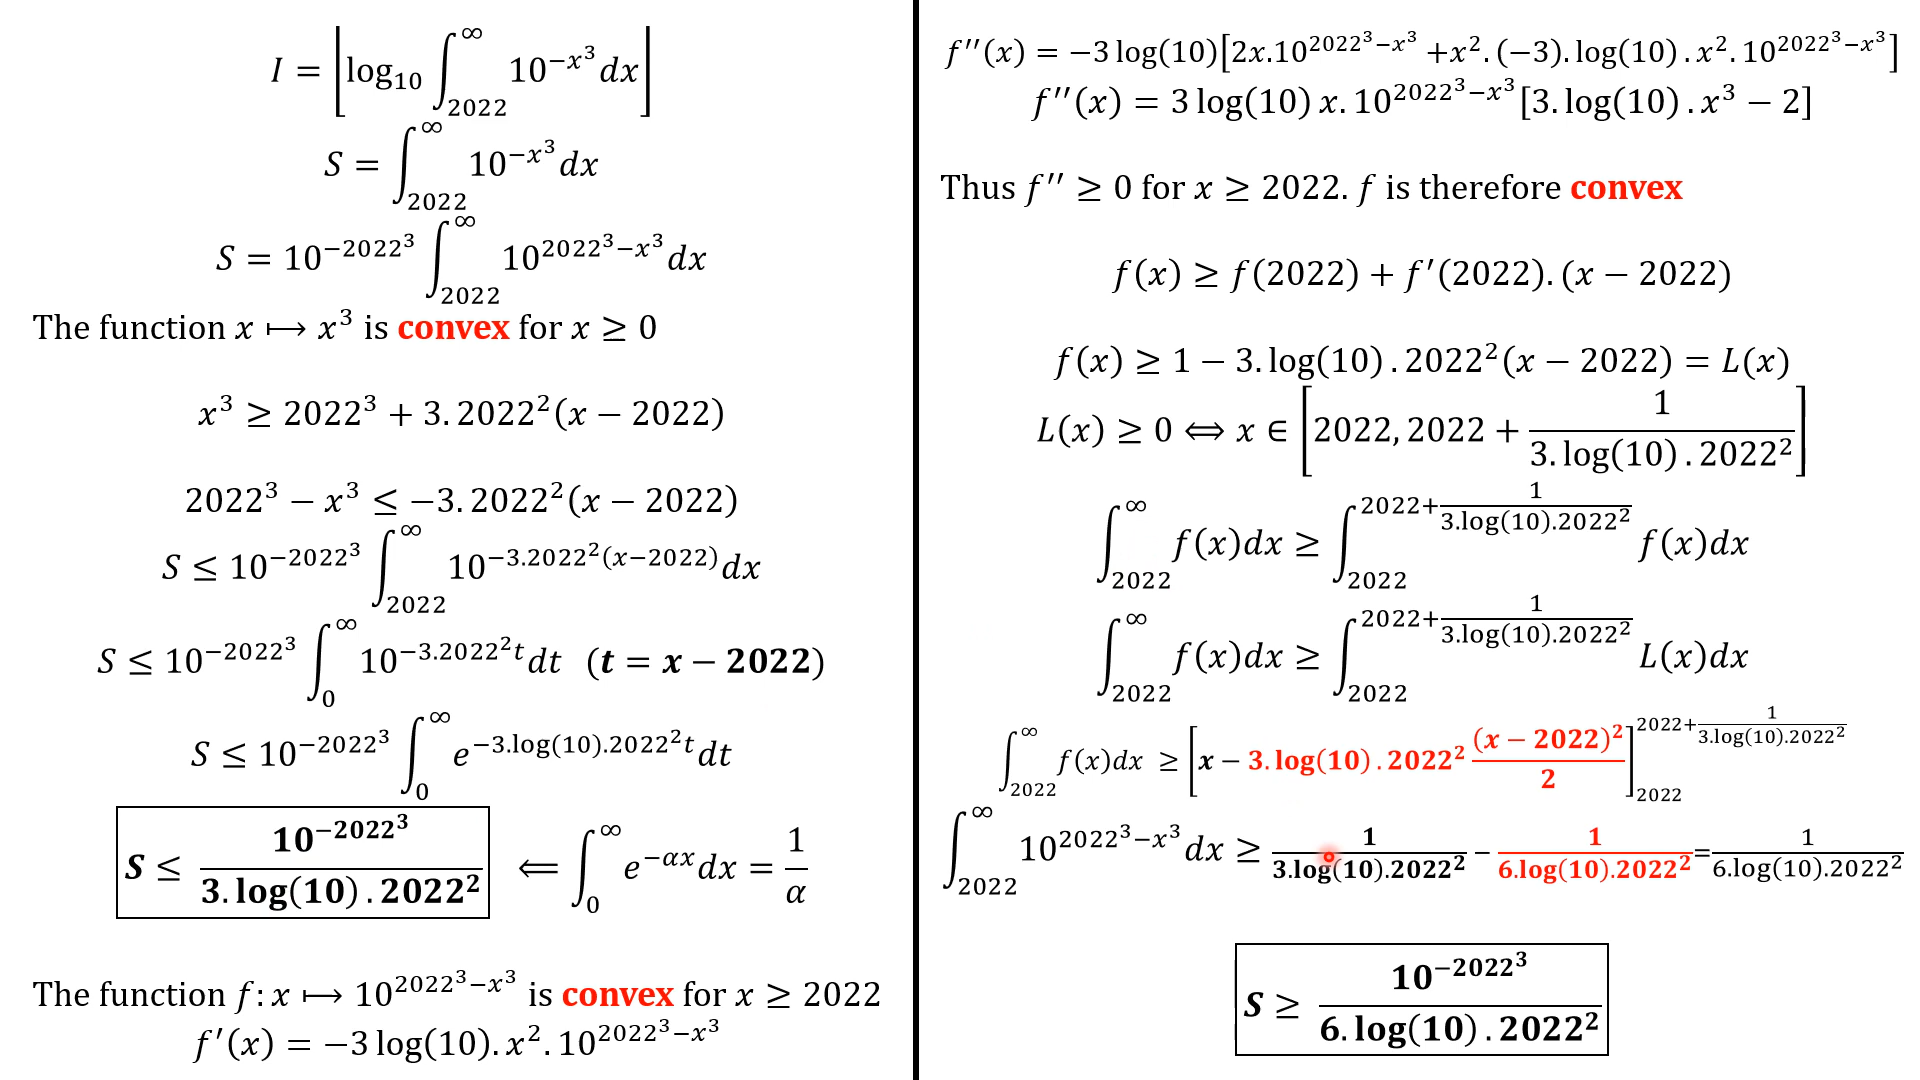 I = ⌊log₁₀ ∫₂₀₂₂^∞ 10^(−x³) dx⌋
S = ∫₂₀₂₂^∞ 10^(−x³) dx
S = 10^(−2022³) ∫₂₀₂₂^∞ 10^(2022³−x³) dx
The function x ⟼ x³ is convex for x ≥ 0
x³ ≥ 2022³ + 3.2022²(x − 2022)
2022³ − x³ ≤ −3.2022²(x − 2022)
S ≤ 10^(−2022³) ∫₂₀₂₂^∞ 10^(−3.2022²(x−2022)) dx
S ≤ 10^(−2022³) ∫₀^∞ 10^(−3.2022²t) dt (t = x − 2022)
S ≤ 10^(−2022³) ∫₀^∞ e^(−3.log(10).2022²t) dt
S ≤ 10^(−2022³) / (3.log(10).2022²) ⟸ ∫₀^∞ e^(−αx) dx = 1/α
The function f: x ⟼ 10^(2022³−x³) is convex for x ≥ 2022
f′(x) = −3 log(10).x².10^(2022³−x³)
f′′(x) = −3 log(10)[2x.10^(2022³−x³) +x².(−3).log(10).x².10^(2022³−x³)]
f′′(x) = 3 log(10) x.10^(2022³−x³)[3.log(10).x³ − 2]
Thus f′′ ≥ 0 for x ≥ 2022. f is therefore convex
f(x) ≥ f(2022) + f′(2022).(x − 2022)
f(x) ≥ 1 − 3.log(10).2022²(x − 2022) = L(x)
L(x) ≥ 0 ⟺ x ∈ [2022, 2022 + 1/(3.log(10).2022²)]
∫₂₀₂₂^∞ f(x)dx ≥ ∫₂₀₂₂^(2022+1/(3.log(10).2022²)) f(x)dx
∫₂₀₂₂^∞ f(x)dx ≥ ∫₂₀₂₂^(2022+1/(3.log(10).2022²)) L(x)dx
∫₂₀₂₂^∞ f(x)dx ≥ [x − 3.log(10).2022² (x − 2022)²/2]₂₀₂₂^(2022+1/(3.log(10).2022²))
∫₂₀₂₂^∞ 10^(2022³−x³) dx ≥ 1/(3.log(10).2022²) − 1/(6.log(10).2022²) = 1/(6.log(10).2022²)
S ≥ 10^(−2022³) / (6.log(10).2022²)